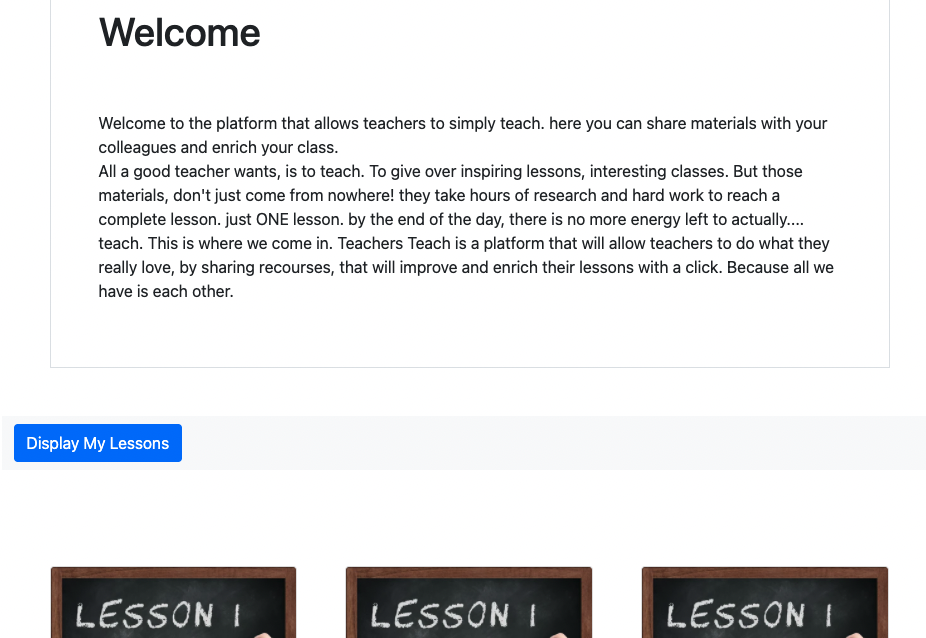 Welcome
Welcome to the platform that allows teachers to simply teach. here you can share materials with your
colleagues and enrich your class.
All a good teacher wants, is to teach. To give over inspiring lessons, interesting classes. But those
materials, don't just come from nowhere! they take hours of research and hard work to reach a
complete lesson. just ONE lesson. by the end of the day, there is no more energy left to actually....
teach. This is where we come in. Teachers Teach is a platform that will allow teachers to do what they
really love, by sharing recourses, that will improve and enrich their lessons with a click. Because all we
have is each other.
Display My Lessons
LESSON 1
LESSON 1
LESSON 1